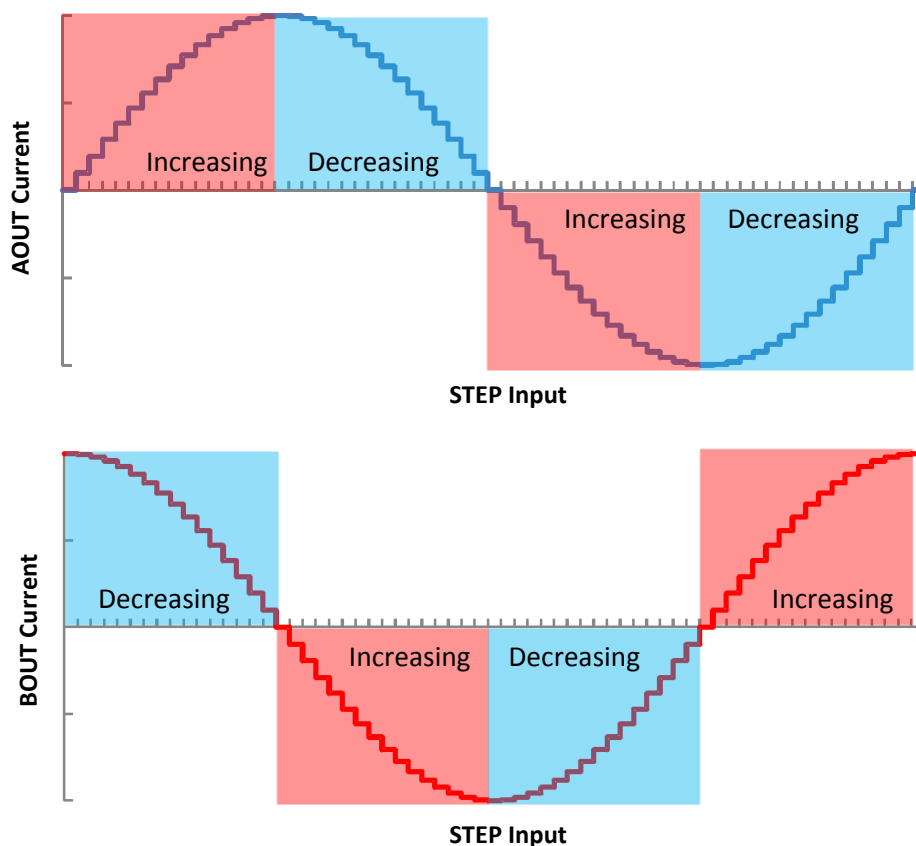 AOUT Current
Increasing
Decreasing
Increasing
Decreasing
STEP Input
BOUT Current
Decreasing
Increasing
Increasing
Decreasing
STEP Input